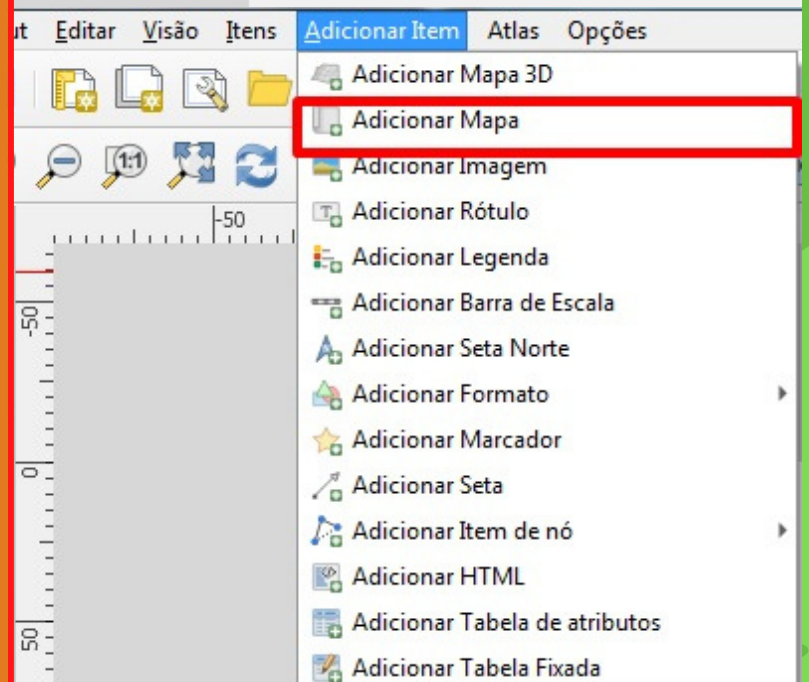 ut Editar Visão Itens Adicionar Item Atlas Opções
Adicionar Mapa 3D
Adicionar Mapa
1:1
Adicionar Imagem
-50
Adicionar Rótulo
Adicionar Legenda
-50
Adicionar Barra de Escala
Adicionar Seta Norte
Adicionar Formato
Adicionar Marcador
0
Adicionar Seta
Adicionar Item de nó
Adicionar HTML
Adicionar Tabela de atributos
50
Adicionar Tabela Fixada